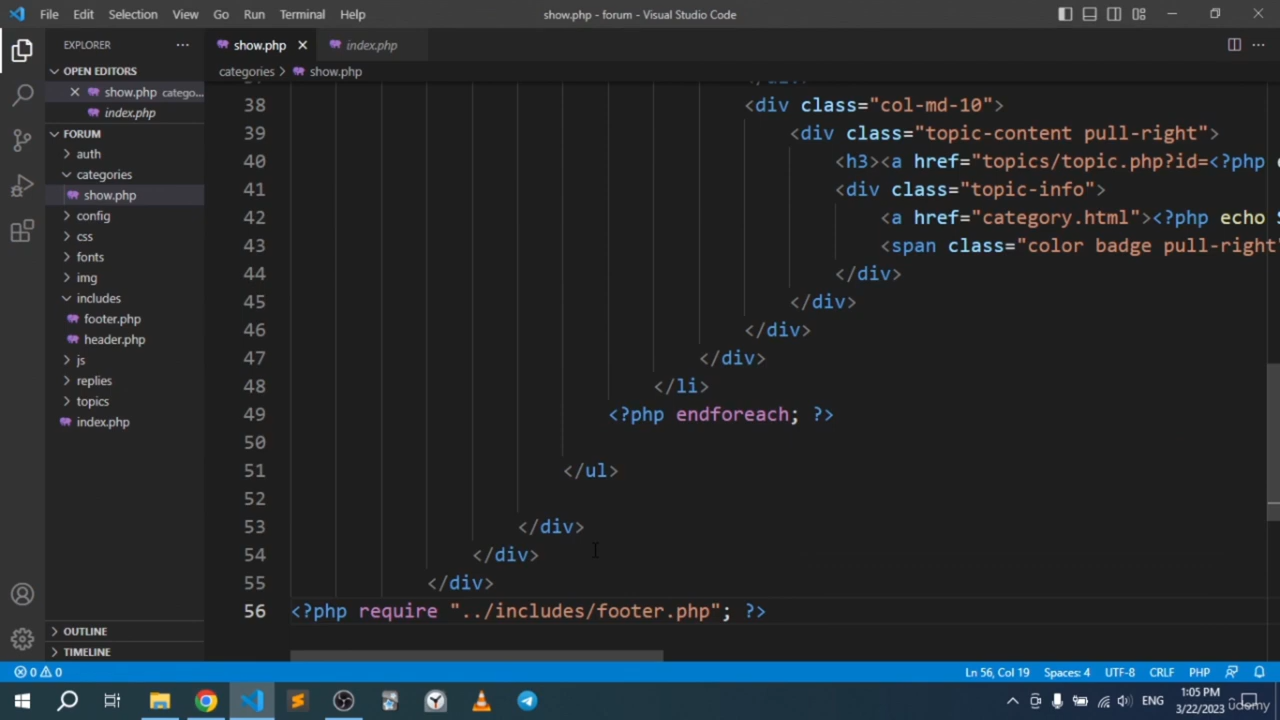 File Edit Selection View Go Run Terminal Help
show.php - forum - Visual Studio Code
EXPLORER
show.php
index.php
OPEN EDITORS
categories > show.php
show.php catego...
index.php
FORUM
auth
categories
show.php
config
css
fonts
img
includes
footer.php
header.php
js
replies
topics
index.php
OUTLINE
TIMELINE
38 <div class="col-md-10">
39 <div class="topic-content pull-right">
40 <h3><a href="topics/topic.php?id=<?php
41 <div class="topic-info">
42 <a href="category.html"><?php echo
43 <span class="color badge pull-right"
44 </div>
45 </div>
46 </div>
47 </div>
48 </li>
49 <?php endforeach; ?>
50
51 </ul>
52
53 </div>
54 </div>
55 </div>
56 <?php require "../includes/footer.php"; ?>
0 0
Ln 56, Col 19 Spaces: 4 UTF-8 CRLF PHP
ENG
1:05 PM
3/22/2023
udemy